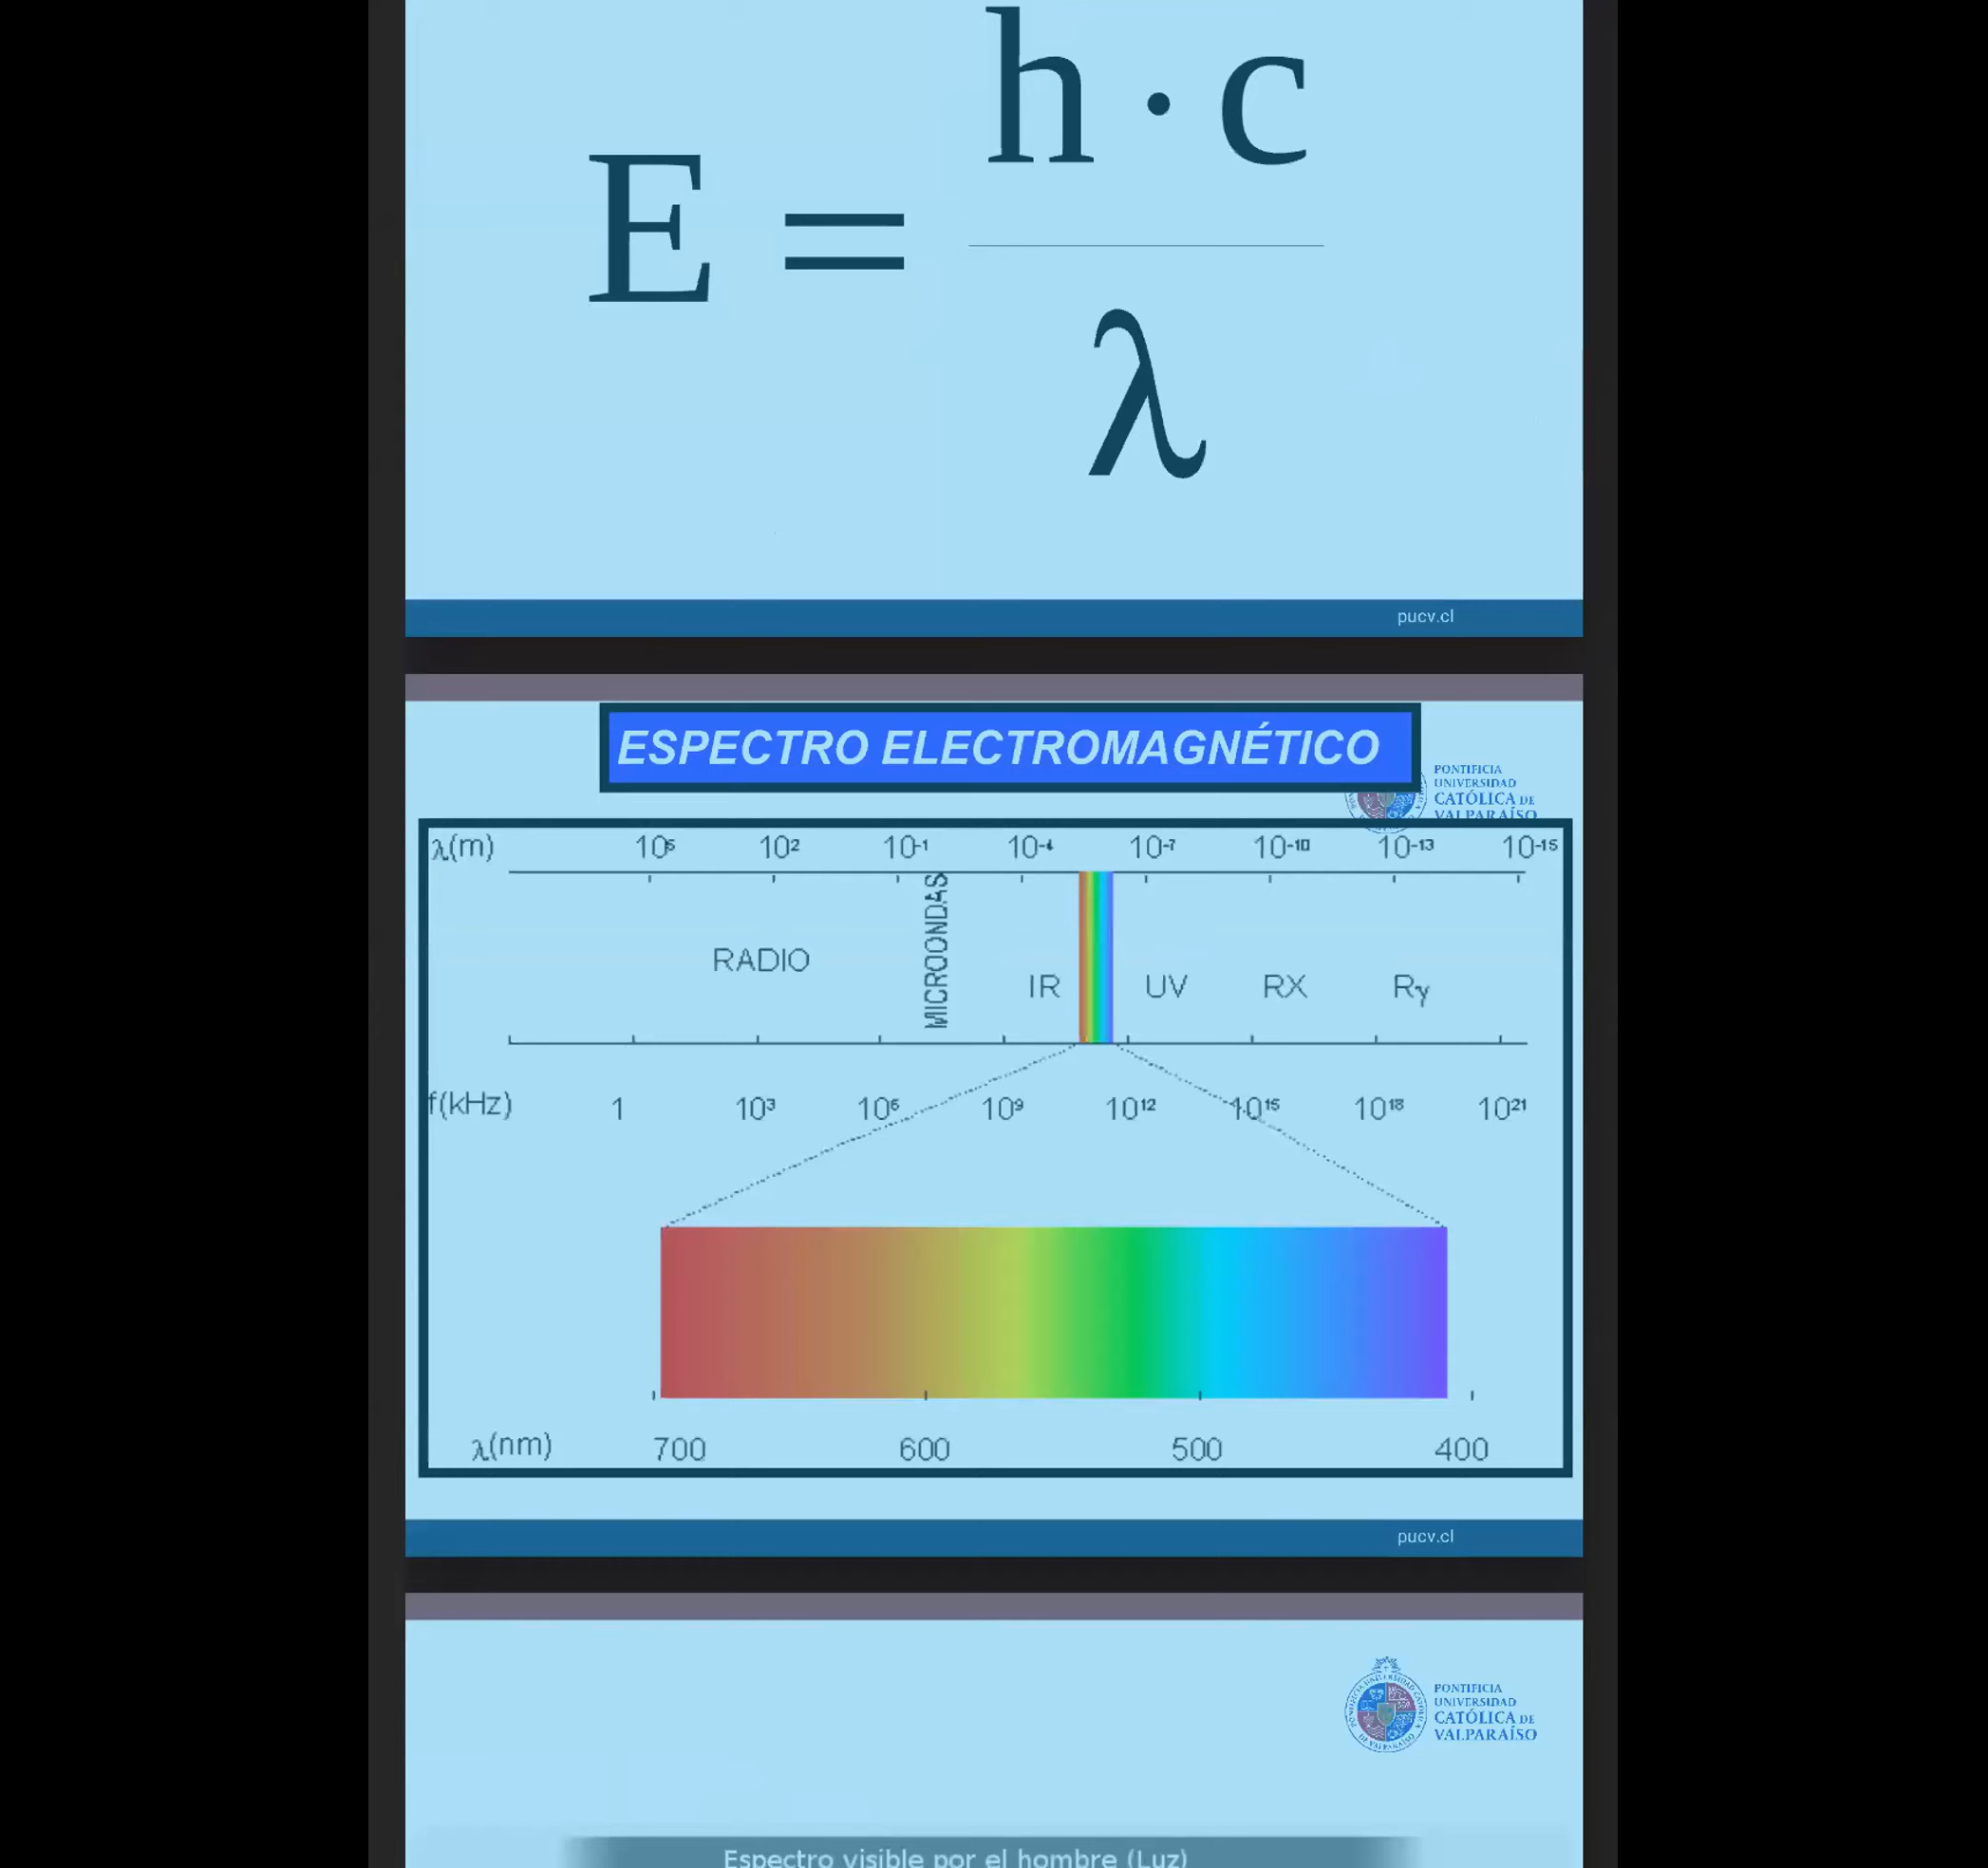 E = h · c
λ
pucv.cl
ESPECTRO ELECTROMAGNÉTICO
PONTIFICIA
UNIVERSIDAD
CATÓLICA DE
VALPARAÍSO
λ(m) 10⁵ 10² 10⁻¹ 10⁻⁴ 10⁻⁷ 10⁻¹⁰ 10⁻¹³ 10⁻¹⁵
RADIO MICROONDAS IR UV RX Rγ
f(kHz) 1 10³ 10⁶ 10⁹ 10¹² 10¹⁵ 10¹⁸ 10²¹
λ(nm) 700 600 500 400
pucv.cl
PONTIFICIA
UNIVERSIDAD
CATÓLICA DE
VALPARAÍSO
Espectro visible por el hombre (Luz)